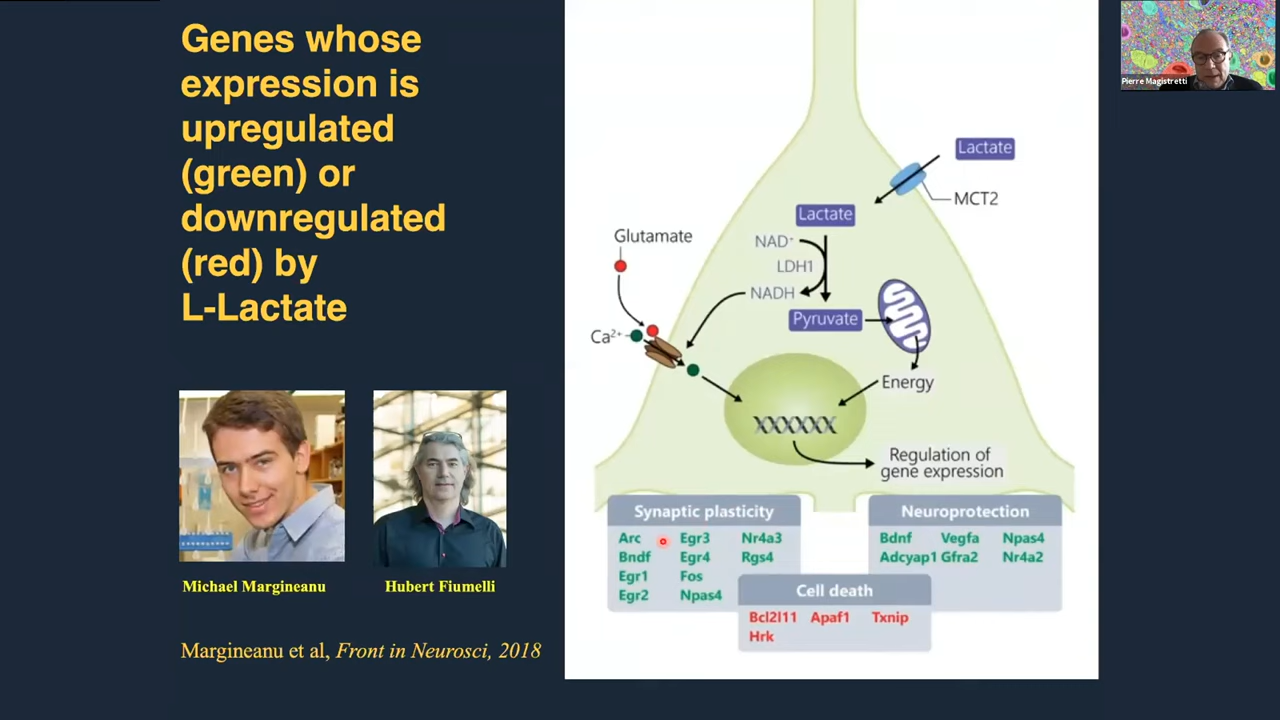 Genes whose
expression is
upregulated
(green) or
downregulated
(red) by
L-Lactate
Michael Margineanu
Hubert Fiumelli
Margineanu et al, Front in Neurosci, 2018
Lactate
MCT2
Lactate
Glutamate
NAD⁺
LDH1
NADH
Pyruvate
Ca²⁺
Energy
Regulation of
gene expression
Synaptic plasticity
Arc Egr3 Nr4a3
Bndf Egr4 Rgs4
Egr1 Fos
Egr2 Npas4
Neuroprotection
Bdnf Vegfa Npas4
Adcyap1 Gfra2 Nr4a2
Cell death
Bcl2l11 Apaf1 Txnip
Hrk
Pierre Magistretti